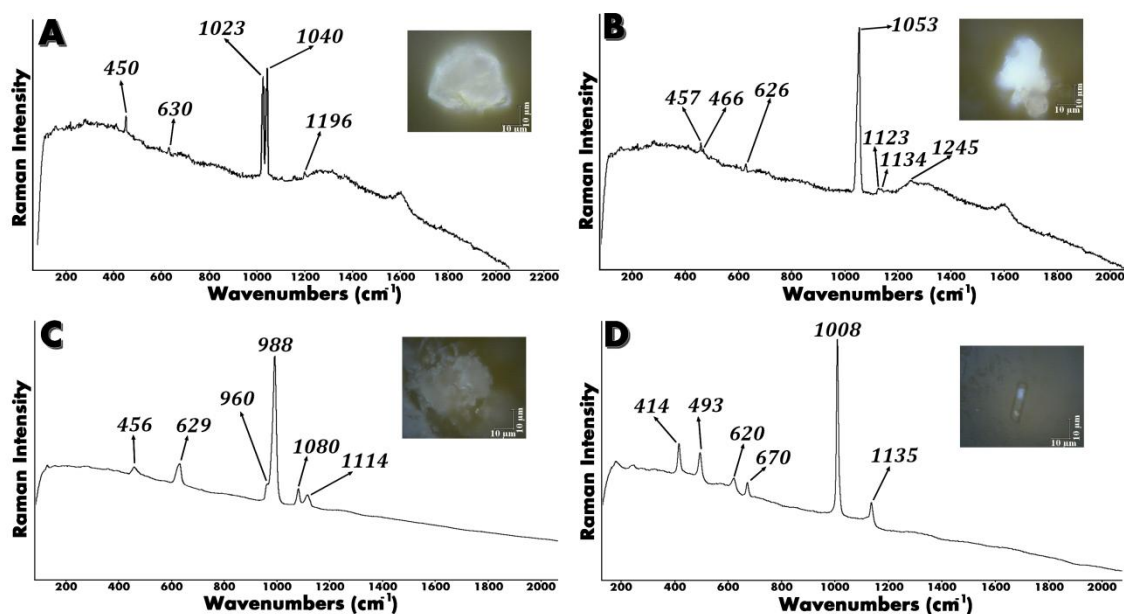 A
1023
1040
450
630
1196
10 µm
10 µm
Raman Intensity
200 400 600 800 1000 1200 1400 1600 1800 2000 2200
Wavenumbers (cm⁻¹)
B
1053
457
466
626
1123
1134
1245
10 µm
10 µm
Raman Intensity
200 400 600 800 1000 1200 1400 1600 1800 2000
Wavenumbers (cm⁻¹)
C
988
960
456
629
1080
1114
10 µm
10 µm
Raman Intensity
200 400 600 800 1000 1200 1400 1600 1800 2000
Wavenumbers (cm⁻¹)
D
1008
414
493
620
670
1135
10 µm
10 µm
Raman Intensity
200 400 600 800 1000 1200 1400 1600 1800 2000
Wavenumbers (cm⁻¹)